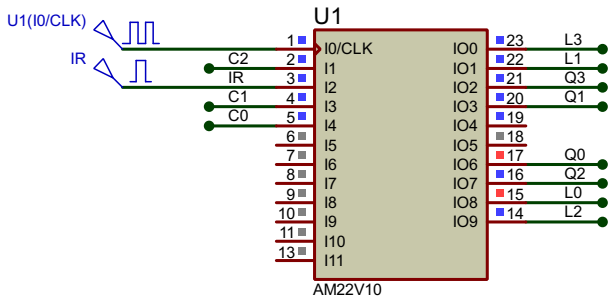 U1
U1(I0/CLK)
1 I0/CLK IO0 23 L3
C2 2 I1 IO1 22 L1
IR
IR 3 I2 IO2 21 Q3
C1 4 I3 IO3 20 Q1
C0 5 I4 IO4 19
6 I5 IO5 18
7 I6 IO6 17 Q0
8 I7 IO7 16 Q2
9 I8 IO8 15 L0
10 I9 IO9 14 L2
11 I10
13 I11
AM22V10